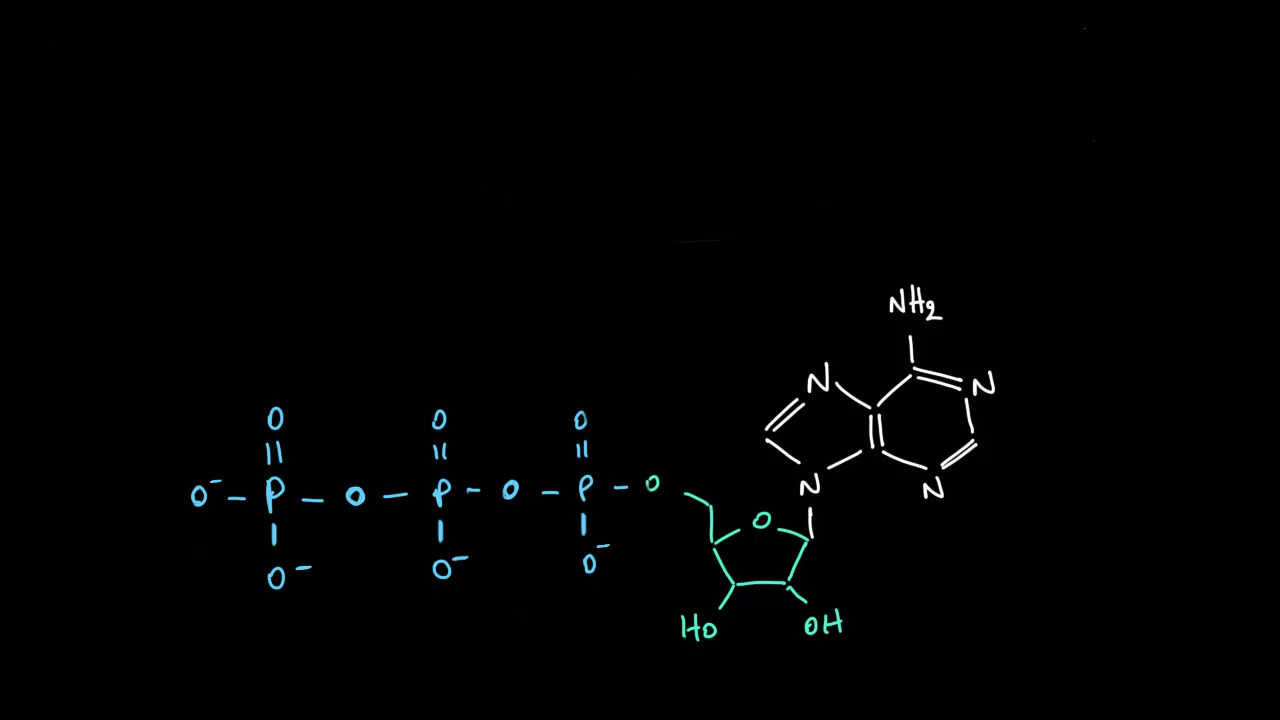 NH2
N N
O O O
N N
O⁻ P O P O P O
O
O⁻ O⁻ O⁻
HO OH